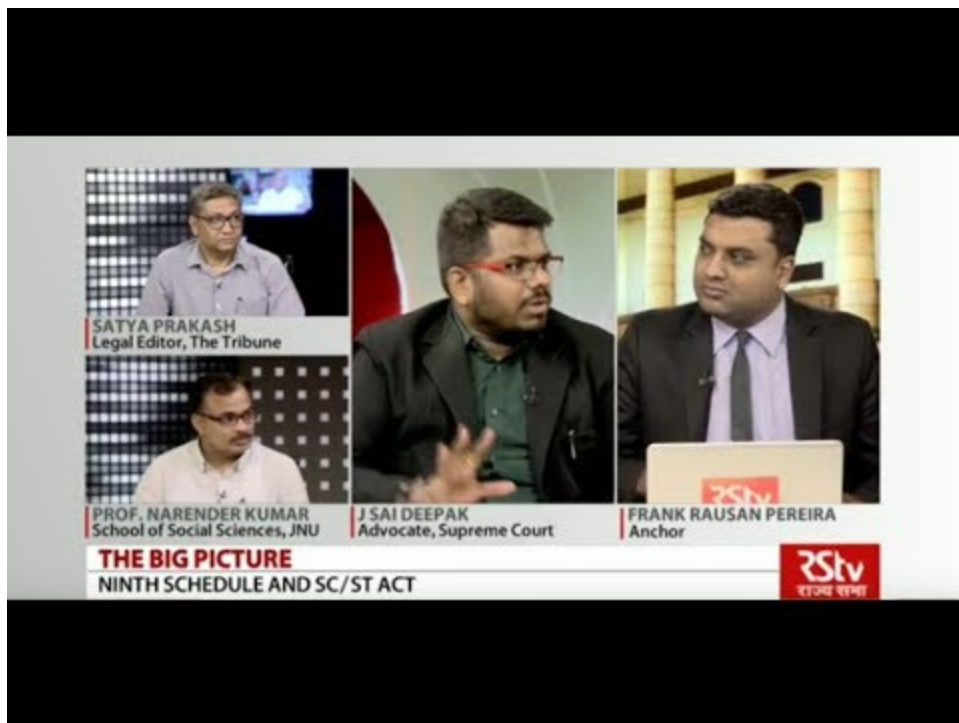 SATYA PRAKASH
Legal Editor, The Tribune
PROF. NARENDER KUMAR
School of Social Sciences, JNU
J SAI DEEPAK
Advocate, Supreme Court
RStv
FRANK RAUSAN PEREIRA
Anchor
THE BIG PICTURE
NINTH SCHEDULE AND SC/ST ACT
RStv
राज्य सभा